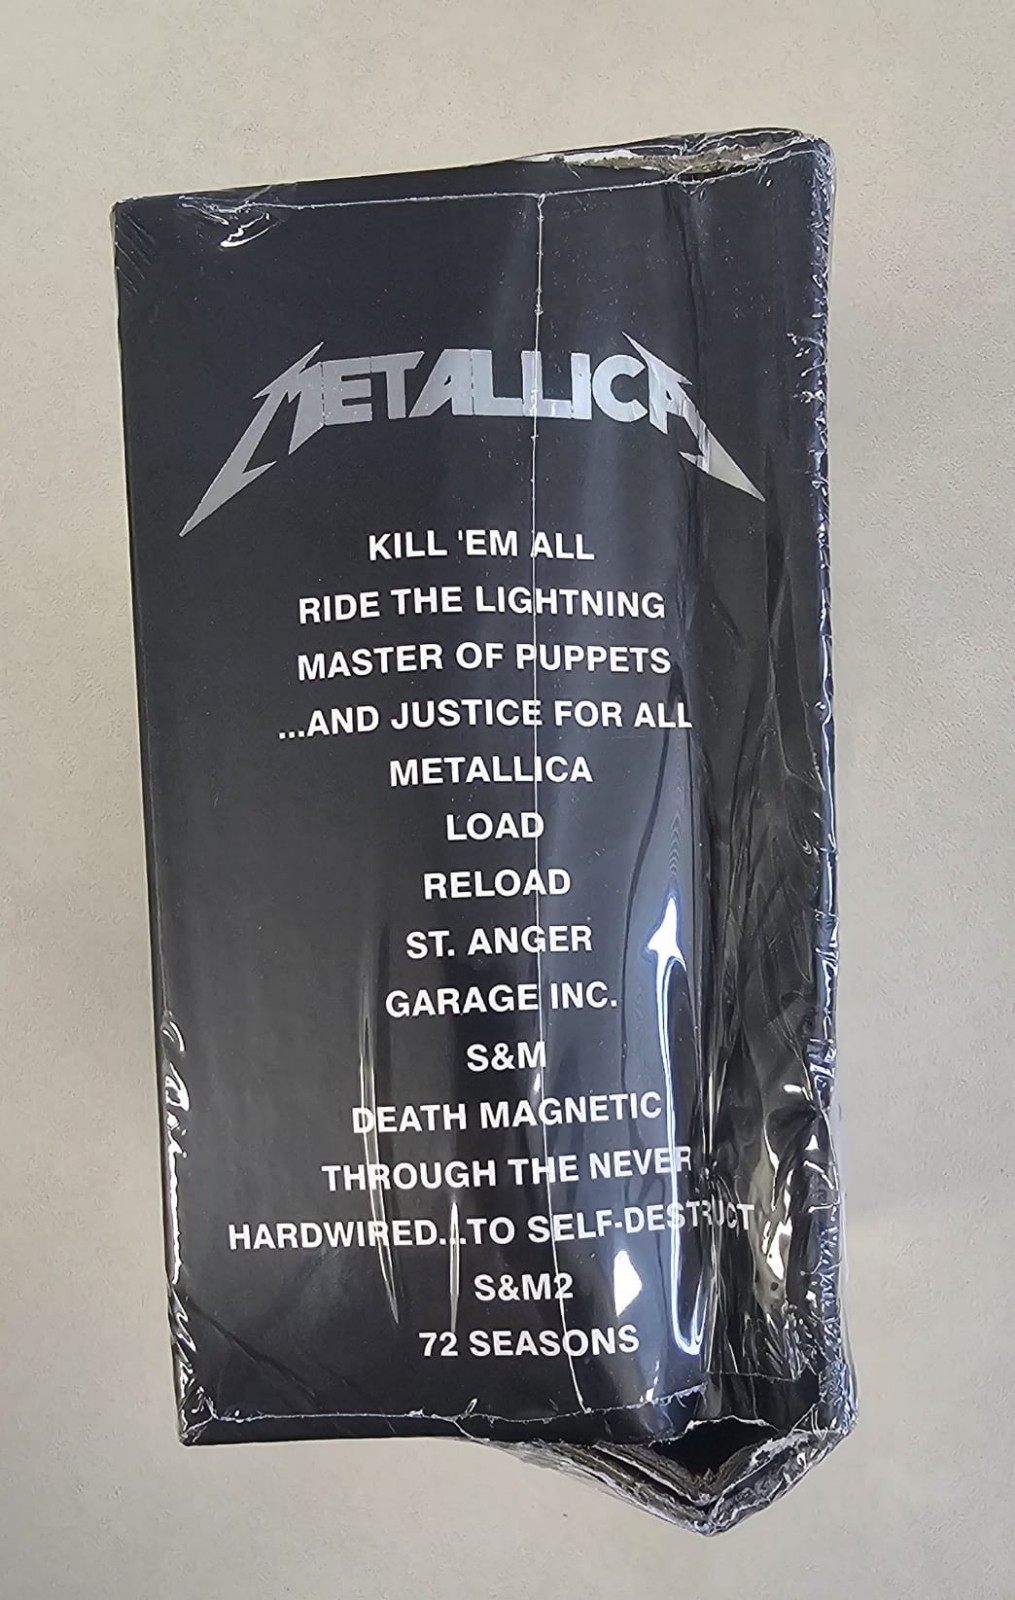 METALLICA
KILL 'EM ALL
RIDE THE LIGHTNING
MASTER OF PUPPETS
...AND JUSTICE FOR ALL
METALLICA
LOAD
RELOAD
ST. ANGER
GARAGE INC.
S&M
DEATH MAGNETIC
THROUGH THE NEVER
HARDWIRED...TO SELF-DESTRUCT
S&M2
72 SEASONS